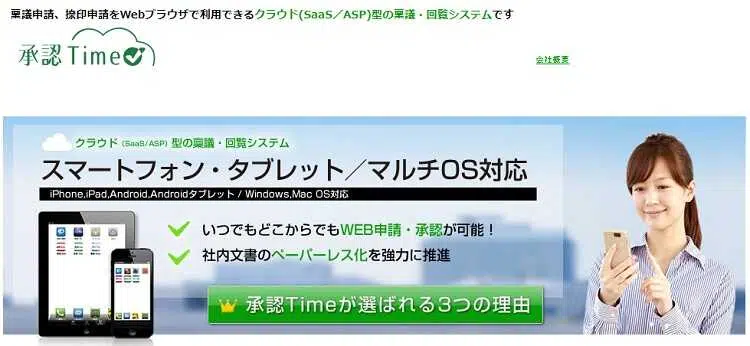 稟議申請、捺印申請をWebブラウザで利用できるクラウド(SaaS／ASP)型の稟議・回覧システムです
承認Time
会社概要
クラウド（SaaS/ASP）型の稟議・回覧システム
スマートフォン・タブレット／マルチOS対応
iPhone,iPad,Android,Androidタブレット / Windows,Mac OS対応
いつでもどこからでもWEB申請・承認が可能！
社内文書のペーパーレス化を強力に推進
承認Timeが選ばれる3つの理由